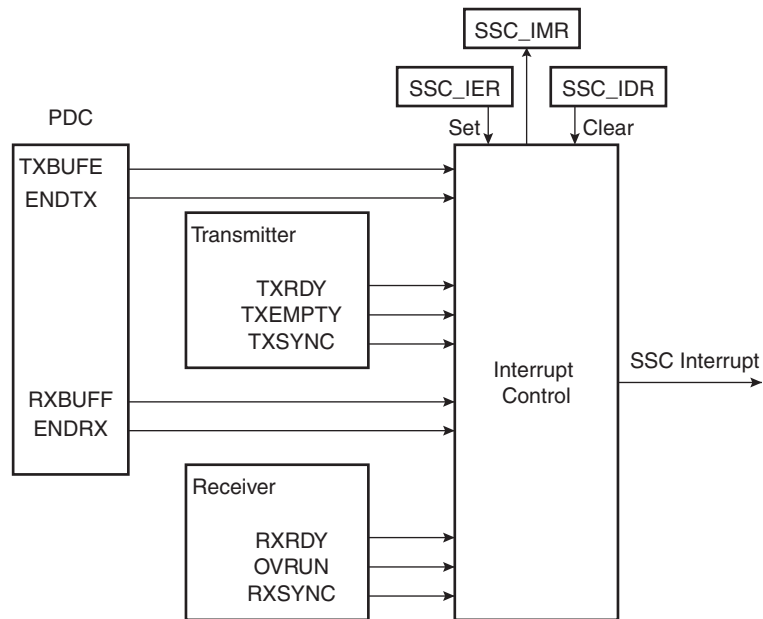 SSC_IMR
SSC_IER
SSC_IDR
PDC
Set
Clear
TXBUFE
ENDTX
Transmitter
TXRDY
TXEMPTY
TXSYNC
RXBUFF
ENDRX
Interrupt
Control
SSC Interrupt
Receiver
RXRDY
OVRUN
RXSYNC